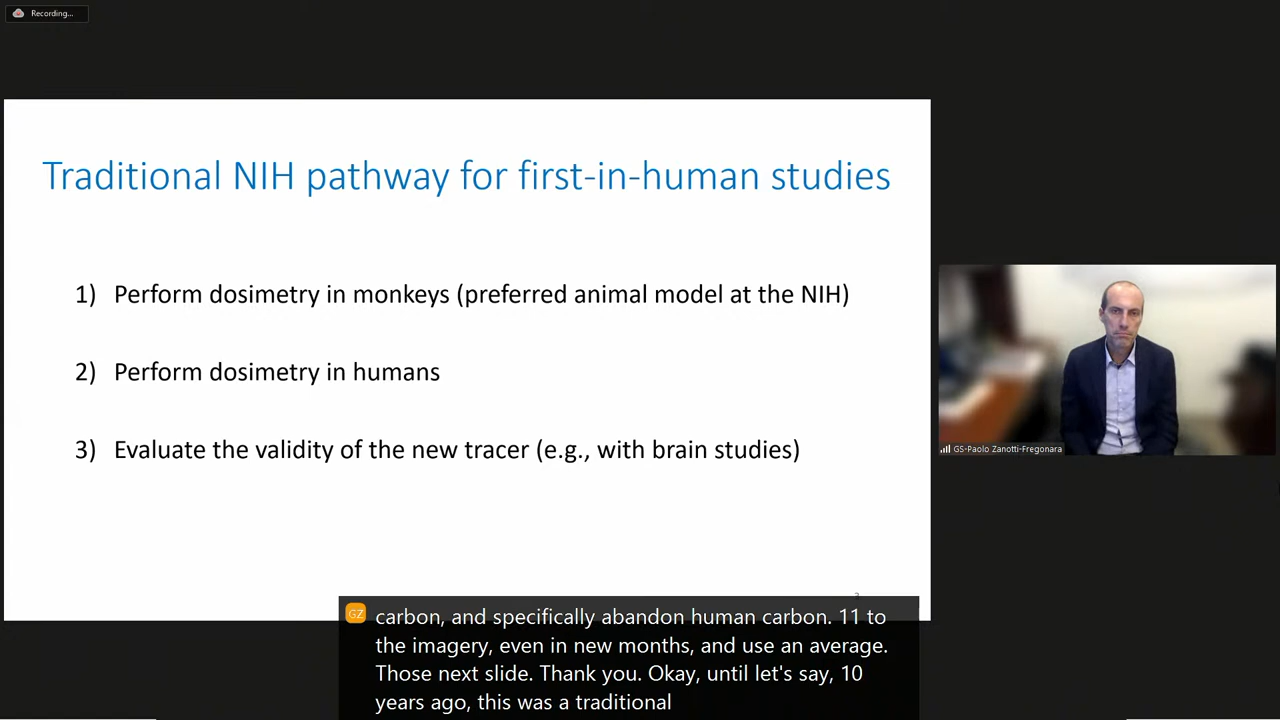 Recording...
Traditional NIH pathway for first-in-human studies
1) Perform dosimetry in monkeys (preferred animal model at the NIH)
2) Perform dosimetry in humans
3) Evaluate the validity of the new tracer (e.g., with brain studies)
GS-Paolo Zanotti-Fregonara
GZ
carbon, and specifically abandon human carbon. 11 to
the imagery, even in new months, and use an average.
Those next slide. Thank you. Okay, until let's say, 10
years ago, this was a traditional